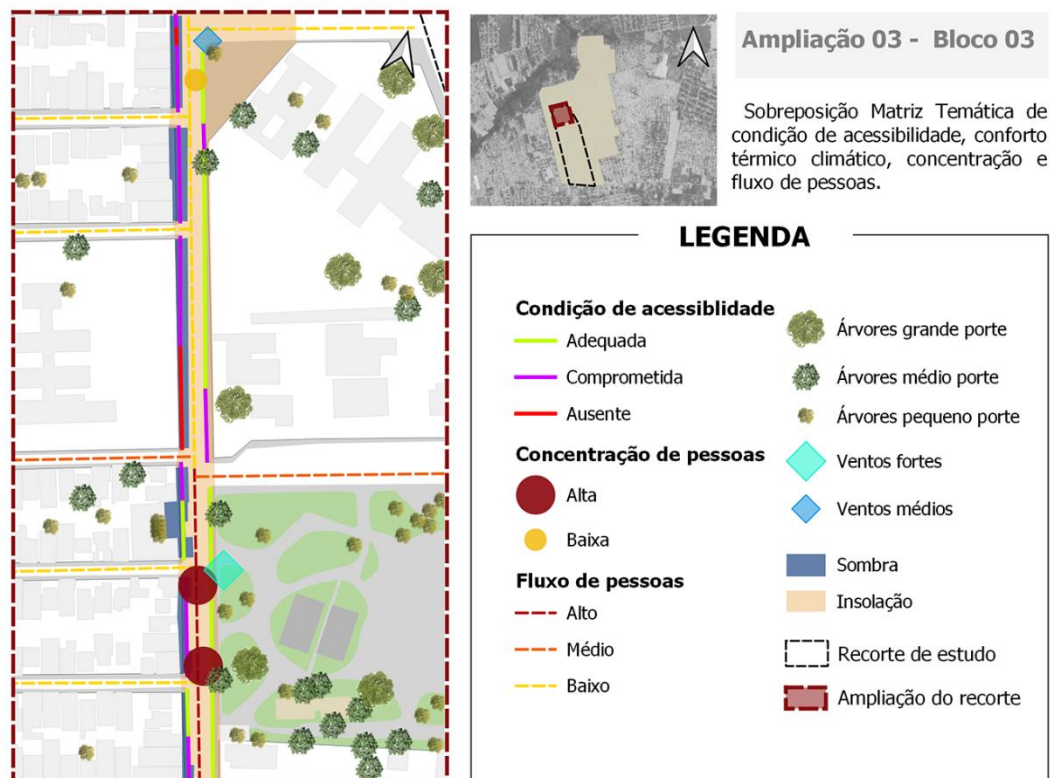 Ampliação 03 - Bloco 03
Sobreposição Matriz Temática de
condição de acessibilidade, conforto
térmico climático, concentração e
fluxo de pessoas.
LEGENDA
Condição de acessiblidade
Adequada
Comprometida
Ausente
Concentração de pessoas
Alta
Baixa
Fluxo de pessoas
Alto
Médio
Baixo
Árvores grande porte
Árvores médio porte
Árvores pequeno porte
Ventos fortes
Ventos médios
Sombra
Insolação
Recorte de estudo
Ampliação do recorte